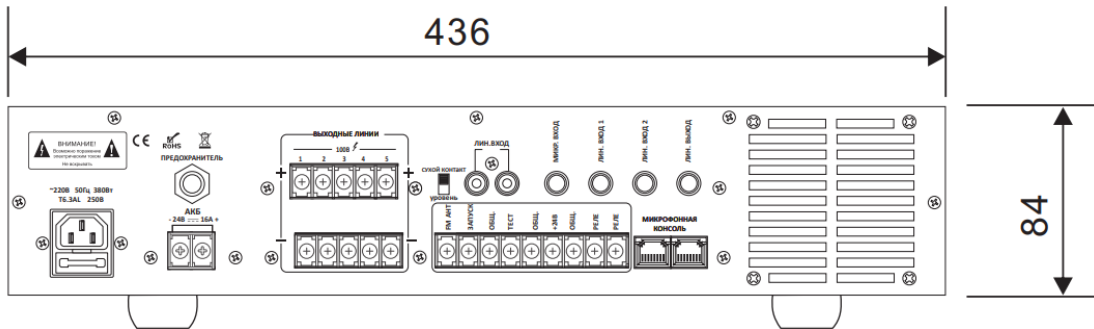 436
84
ВНИМАНИЕ!
Возможно поражение
электрическим током
Не вскрывать
CE
RoHS
ПРЕДОХРАНИТЕЛЬ
~220В 50Гц 380Вт
T6.3AL 250В
АКБ
- 24В 16А +
ВЫХОДНЫЕ ЛИНИИ
100В
1 2 3 4 5
+ +
– –
СУХОЙ КОНТАКТ
уровень
ЛИН.ВХОД
МИКР. ВХОД
ЛИН. ВХОД 1
ЛИН. ВХОД 2
ЛИН. ВЫХОД
FM АНТ
ЗАПУСК
ОБЩ.
ТЕСТ
ОБЩ.
+24В
ОБЩ.
РЕЛЕ
РЕЛЕ
МИКРОФОННАЯ
КОНСОЛЬ